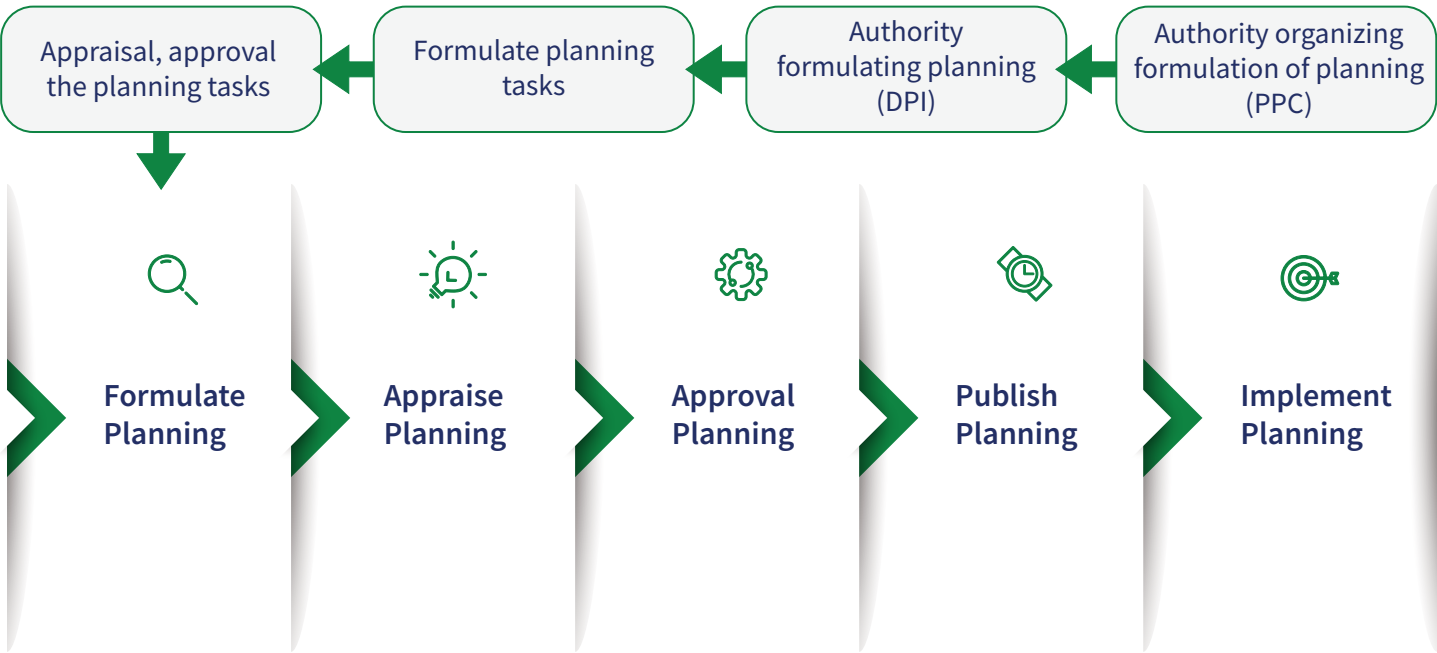 Appraisal, approval
the planning tasks
Formulate planning
tasks
Authority
formulating planning
(DPI)
Authority organizing
formulation of planning
(PPC)
Formulate
Planning
Appraise
Planning
Approval
Planning
Publish
Planning
Implement
Planning